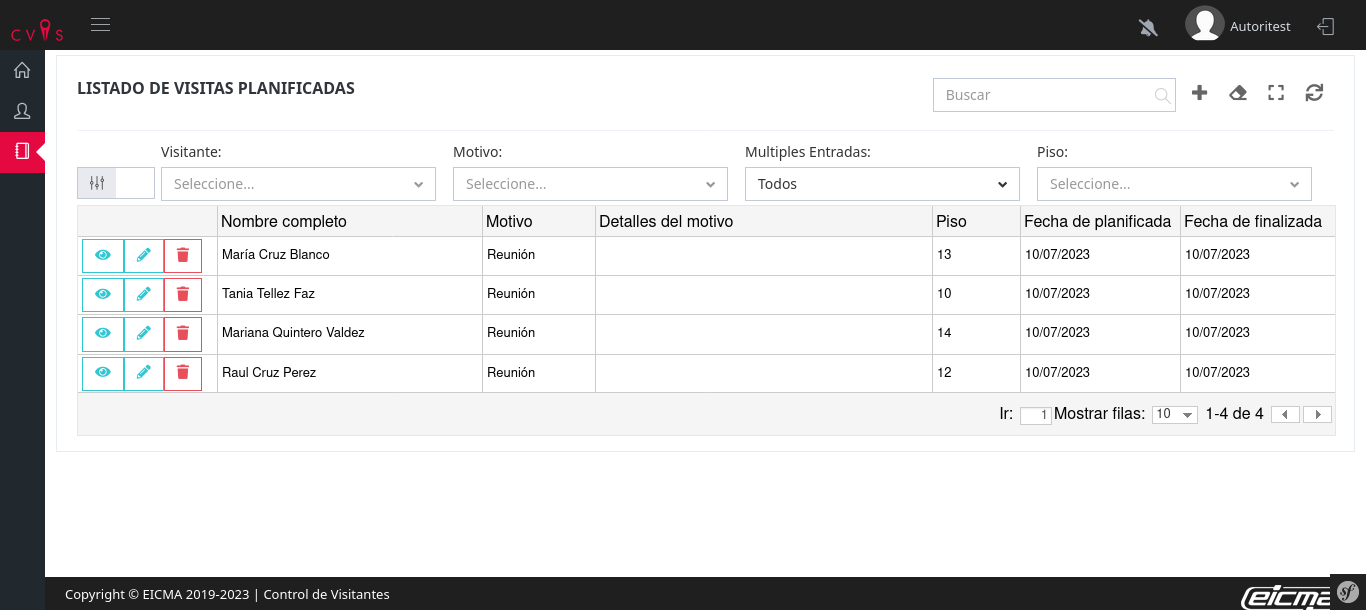 CVIS
Autoritest
LISTADO DE VISITAS PLANIFICADAS
Buscar
Visitante: Motivo: Multiples Entradas: Piso:
Seleccione... Seleccione... Todos Seleccione...
Nombre completo Motivo Detalles del motivo Piso Fecha de planificada Fecha de finalizada
María Cruz Blanco Reunión 13 10/07/2023 10/07/2023
Tania Tellez Faz Reunión 10 10/07/2023 10/07/2023
Mariana Quintero Valdez Reunión 14 10/07/2023 10/07/2023
Raul Cruz Perez Reunión 12 10/07/2023 10/07/2023
Ir: 1 Mostrar filas: 10 1-4 de 4
Copyright © EICMA 2019-2023 | Control de Visitantes
eicma sf